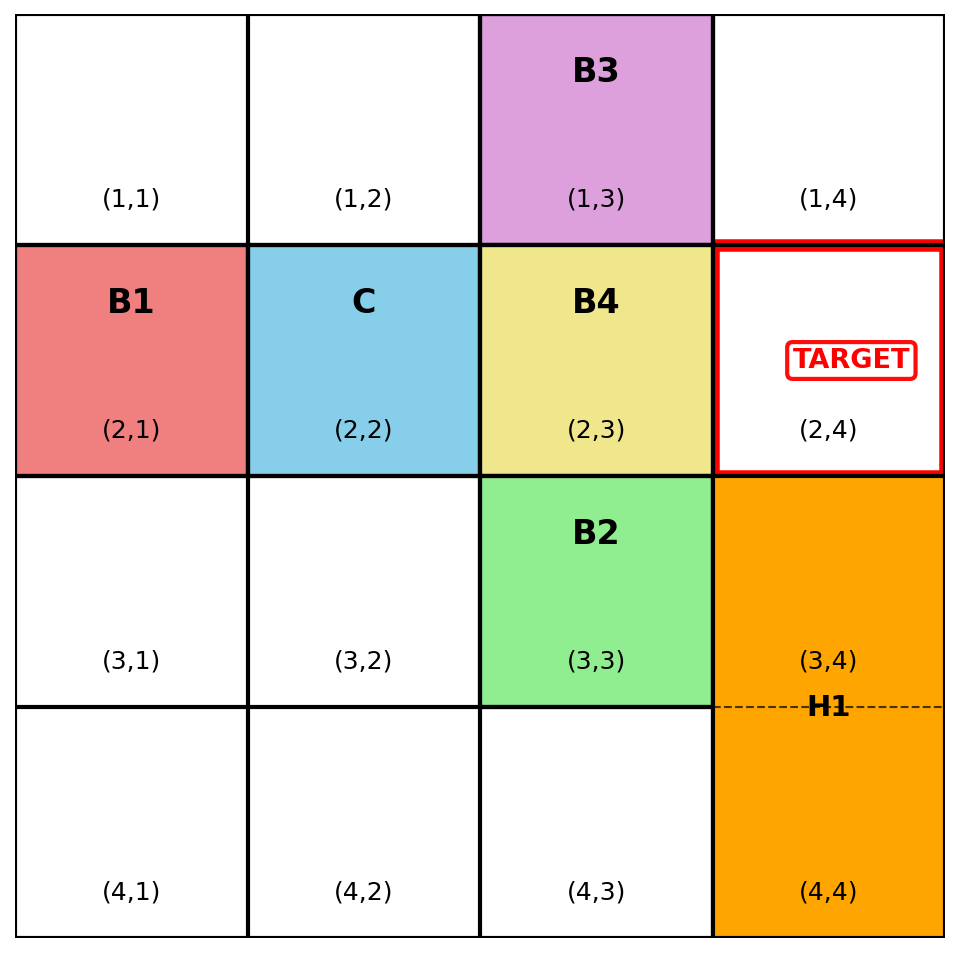 B3
(1,1) (1,2) (1,3) (1,4)
B1 C B4
TARGET
(2,1) (2,2) (2,3) (2,4)
B2
(3,1) (3,2) (3,3) (3,4)
H1
(4,1) (4,2) (4,3) (4,4)